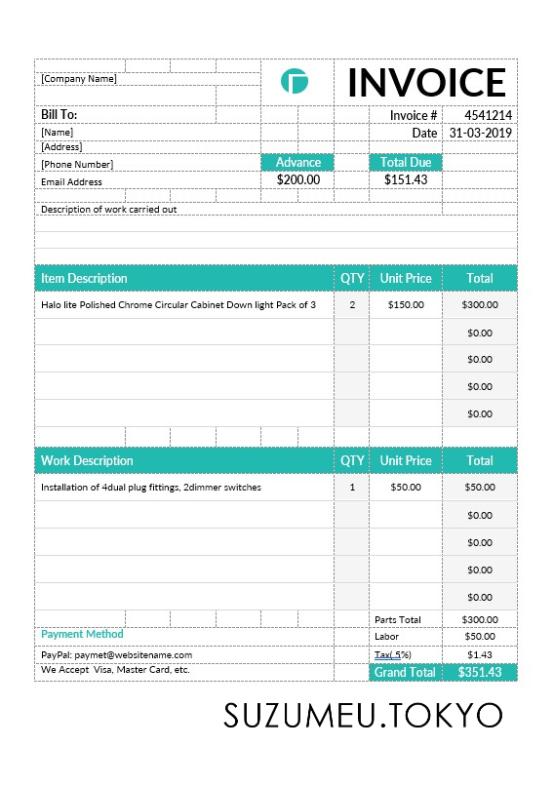 [Company Name]
INVOICE
Bill To:
Invoice # 4541214
[Name]
Date 31-03-2019
[Address]
[Phone Number]
Advance Total Due
Email Address
$200.00 $151.43
Description of work carried out
Item Description QTY Unit Price Total
Halo lite Polished Chrome Circular Cabinet Down light Pack of 3 2 $150.00 $300.00
$0.00
$0.00
$0.00
$0.00
Work Description QTY Unit Price Total
Installation of 4dual plug fittings, 2dimmer switches 1 $50.00 $50.00
$0.00
$0.00
$0.00
$0.00
Parts Total $300.00
Payment Method
Labor $50.00
PayPal: paymet@websitename.com
Tax(.5%) $1.43
We Accept Visa, Master Card, etc.
Grand Total $351.43
SUZUMEU.TOKYO